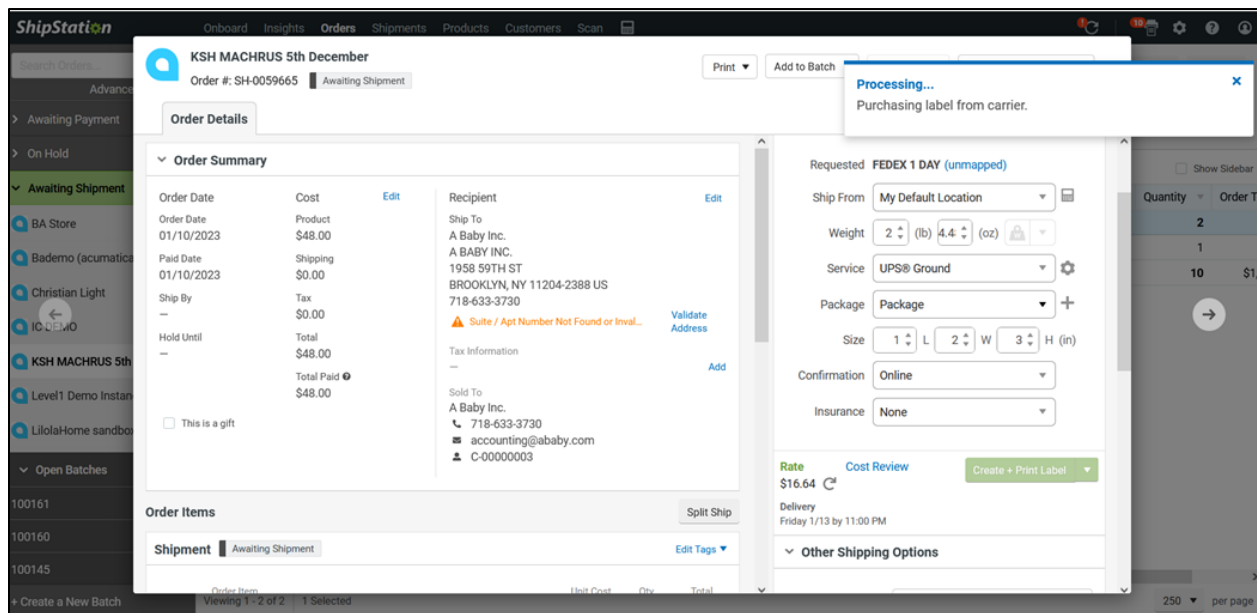 ShipStation
Onboard Insights Orders Shipments Products Customers Scan
!
10
Search Orders...
Advance
Awaiting Payment
On Hold
Awaiting Shipment
BA Store
Bademo (acumatica
Christian Light
IC DEMO
KSH MACHRUS 5th
Level1 Demo Instan
LilolaHome sandbox
Open Batches
100161
100160
100145
+ Create a New Batch
KSH MACHRUS 5th December
Order #: SH-0059665 Awaiting Shipment
Print
Add to Batch
Processing...
Purchasing label from carrier.
Order Details
Order Summary
Order Date
Order Date
01/10/2023
Paid Date
01/10/2023
Ship By
—
Hold Until
—
This is a gift
Cost Edit
Product
$48.00
Shipping
$0.00
Tax
$0.00
Total
$48.00
Total Paid
$48.00
Recipient Edit
Ship To
A Baby Inc.
A BABY INC.
1958 59TH ST
BROOKLYN, NY 11204-2388 US
718-633-3730
Suite / Apt Number Not Found or Inval...
Validate
Address
Tax Information
—
Add
Sold To
A Baby Inc.
718-633-3730
accounting@ababy.com
C-00000003
Order Items
Split Ship
Shipment Awaiting Shipment
Edit Tags
Order Item Unit Cost Qty Total
Requested FEDEX 1 DAY (unmapped)
Ship From My Default Location
Weight 2 (lb) 4.4 (oz)
Service UPS® Ground
Package Package
Size 1 L 2 W 3 H (in)
Confirmation Online
Insurance None
Rate Cost Review
$16.64
Create + Print Label
Delivery
Friday 1/13 by 11:00 PM
Other Shipping Options
Show Sidebar
Quantity Order T
2
1
10 $1,
Viewing 1 - 2 of 2 1 Selected
250 per page